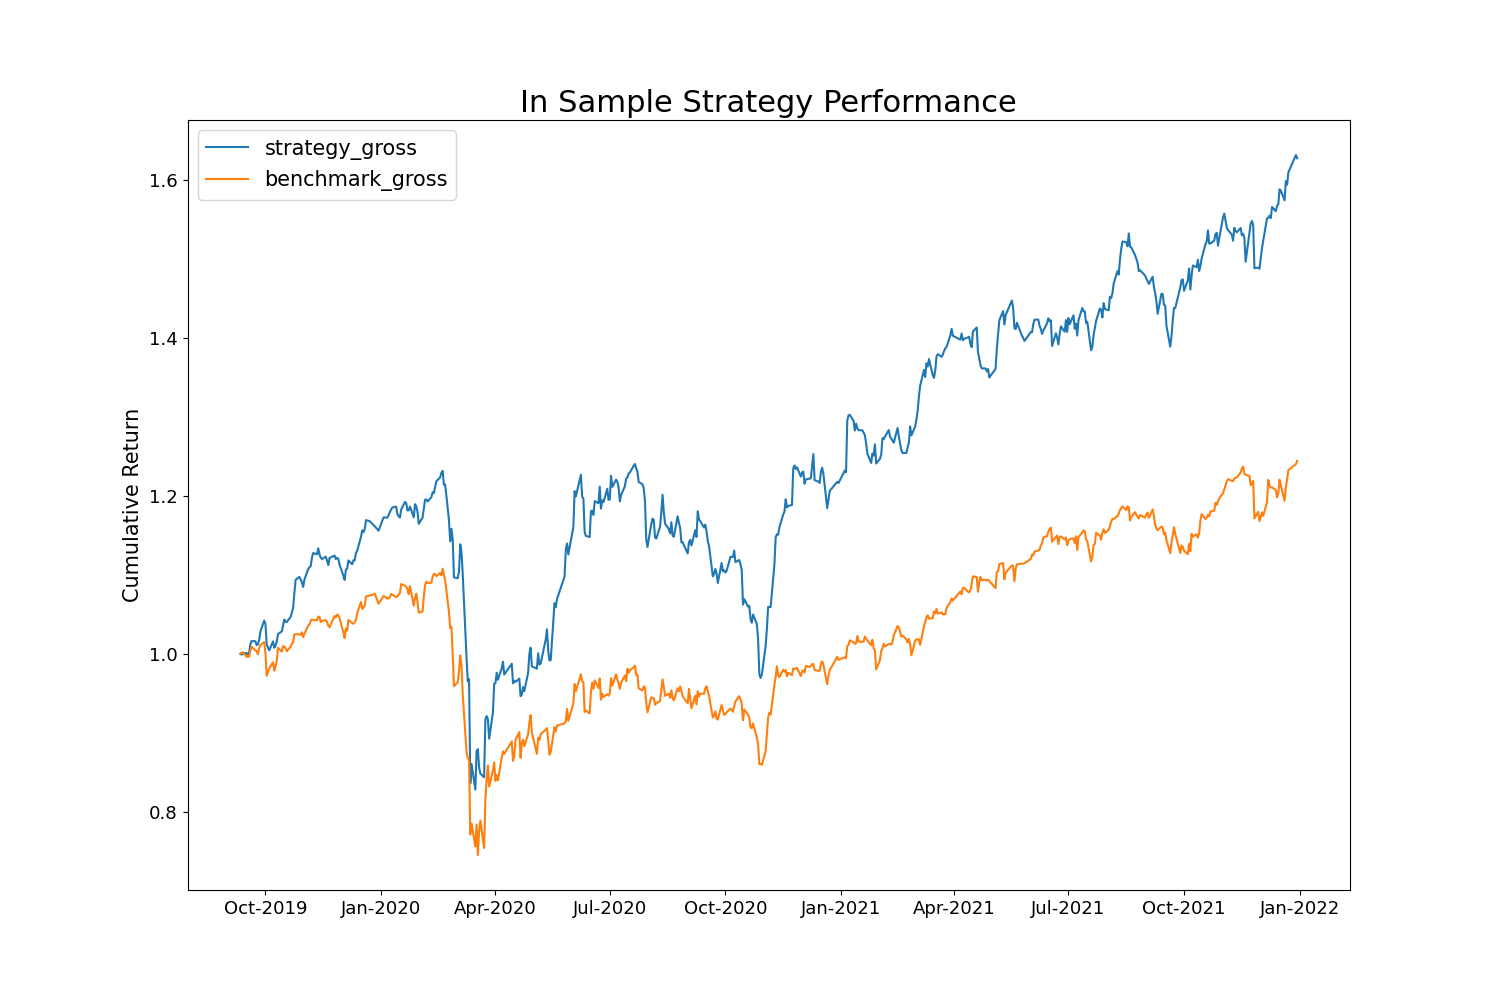 In Sample Strategy Performance
strategy_gross
benchmark_gross
Cumulative Return
1.6
1.4
1.2
1.0
0.8
Oct-2019 Jan-2020 Apr-2020 Jul-2020 Oct-2020 Jan-2021 Apr-2021 Jul-2021 Oct-2021 Jan-2022